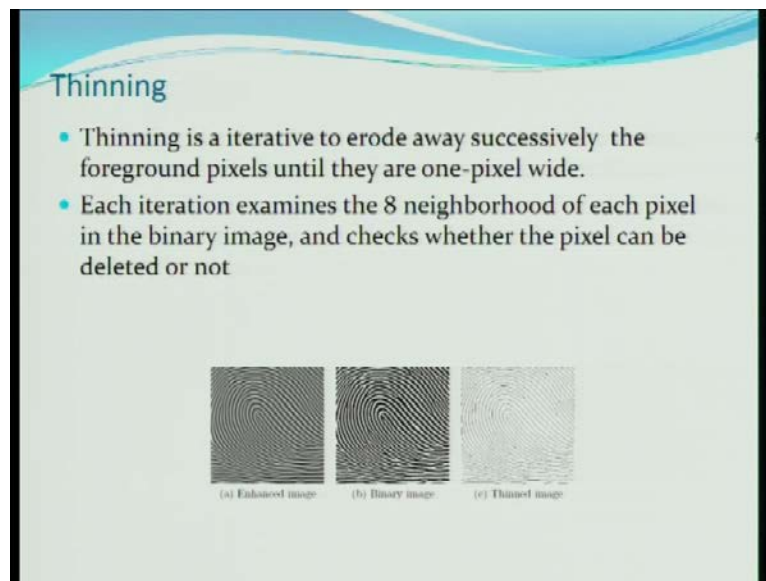 Thinning
Thinning is a iterative to erode away successively the
foreground pixels until they are one-pixel wide.
Each iteration examines the 8 neighborhood of each pixel
in the binary image, and checks whether the pixel can be
deleted or not
(a) Enhanced image (b) Binary image (c) Thinned image